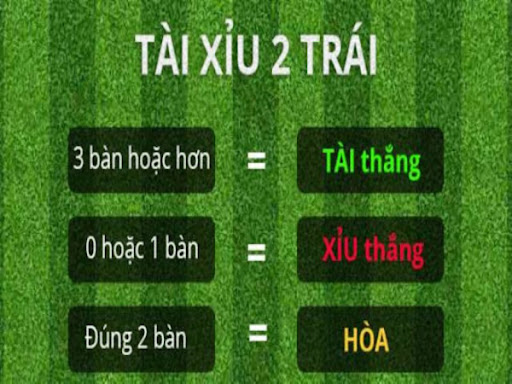 TÀI XỈU 2 TRÁI
3 bàn hoặc hơn = TÀI thắng
0 hoặc 1 bàn = XỈU thắng
Đúng 2 bàn = HÒA